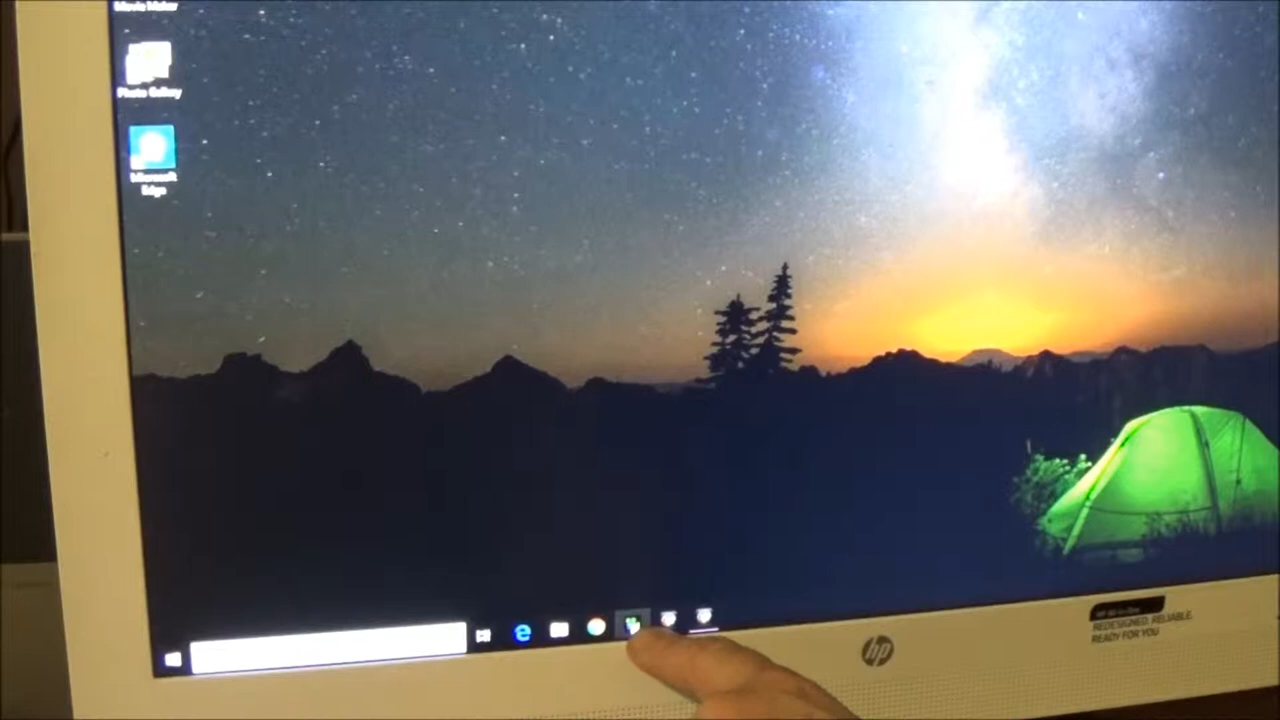 Movie Maker
Photo Gallery
Microsoft
Edge
hp
REDESIGNED. RELIABLE.
READY FOR YOU